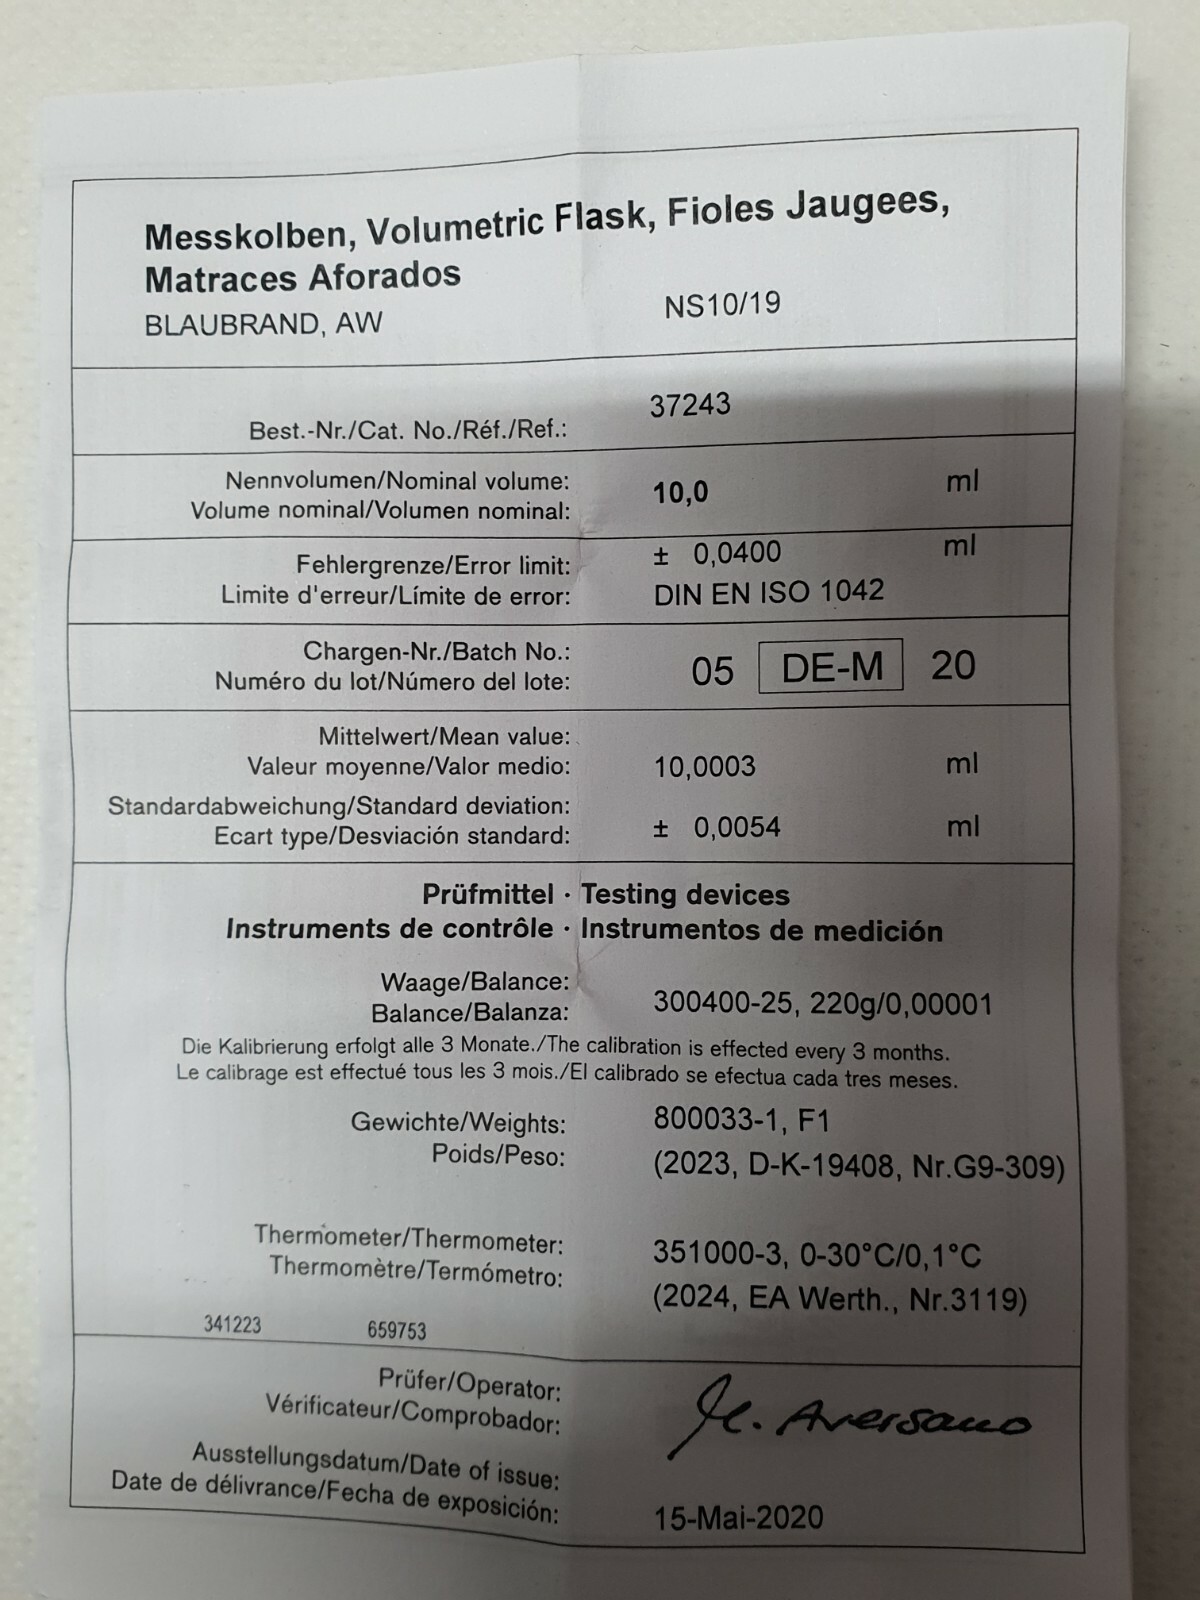 Messkolben, Volumetric Flask, Fioles Jaugees,
Matraces Aforados
BLAUBRAND, AW NS10/19
Best.-Nr./Cat. No./Réf./Ref.: 37243
Nennvolumen/Nominal volume:
Volume nominal/Volumen nominal: 10,0 ml
Fehlergrenze/Error limit: ± 0,0400 ml
Limite d'erreur/Límite de error: DIN EN ISO 1042
Chargen-Nr./Batch No.:
Numéro du lot/Número del lote: 05 DE-M 20
Mittelwert/Mean value:
Valeur moyenne/Valor medio: 10,0003 ml
Standardabweichung/Standard deviation:
Ecart type/Desviación standard: ± 0,0054 ml
Prüfmittel · Testing devices
Instruments de contrôle · Instrumentos de medición
Waage/Balance:
Balance/Balanza: 300400-25, 220g/0,00001
Die Kalibrierung erfolgt alle 3 Monate./The calibration is effected every 3 months.
Le calibrage est effectué tous les 3 mois./El calibrado se efectua cada tres meses.
Gewichte/Weights: 800033-1, F1
Poids/Peso: (2023, D-K-19408, Nr.G9-309)
Thermometer/Thermometer: 351000-3, 0-30°C/0,1°C
Thermomètre/Termómetro: (2024, EA Werth., Nr.3119)
341223 659753
Prüfer/Operator:
Vérificateur/Comprobador: M. Aversano
Ausstellungsdatum/Date of issue:
Date de délivrance/Fecha de exposición: 15-Mai-2020